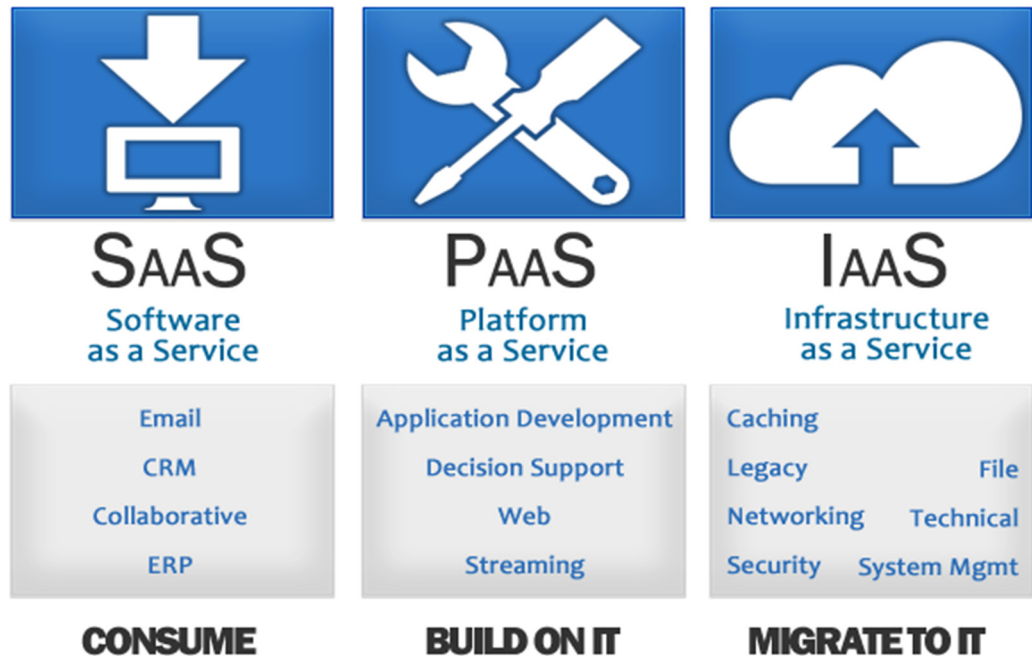 SAAS
Software
as a Service
Email
CRM
Collaborative
ERP
CONSUME
PAAS
Platform
as a Service
Application Development
Decision Support
Web
Streaming
BUILD ON IT
IAAS
Infrastructure
as a Service
Caching
Legacy File
Networking Technical
Security System Mgmt
MIGRATE TO IT